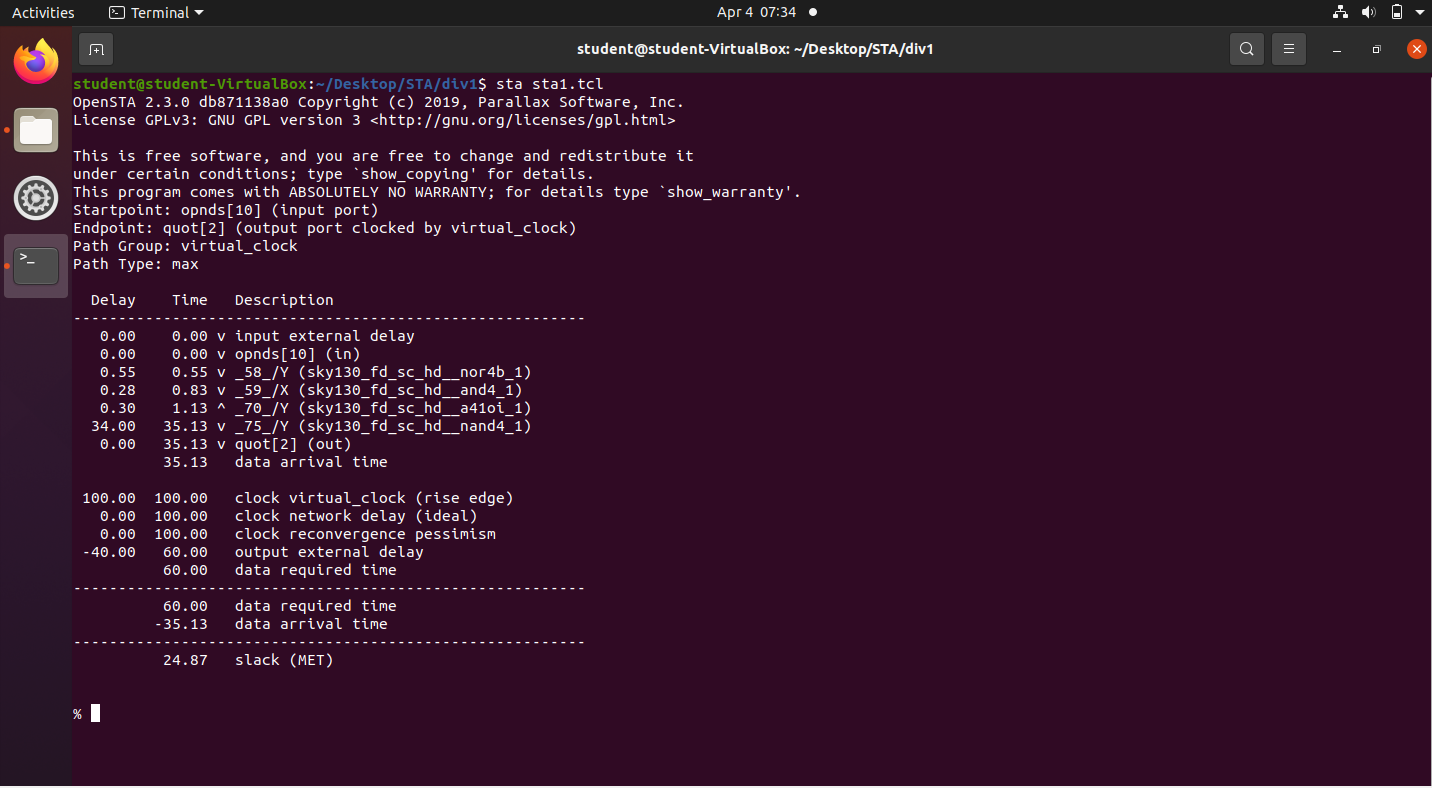 Activities Terminal Apr 4 07:34
student@student-VirtualBox: ~/Desktop/STA/div1
student@student-VirtualBox:~/Desktop/STA/div1$ sta sta1.tcl
OpenSTA 2.3.0 db871138a0 Copyright (c) 2019, Parallax Software, Inc.
License GPLv3: GNU GPL version 3 <http://gnu.org/licenses/gpl.html>

This is free software, and you are free to change and redistribute it
under certain conditions; type `show_copying' for details.
This program comes with ABSOLUTELY NO WARRANTY; for details type `show_warranty'.
Startpoint: opnds[10] (input port)
Endpoint: quot[2] (output port clocked by virtual_clock)
Path Group: virtual_clock
Path Type: max

  Delay    Time   Description
---------------------------------------------------------
   0.00    0.00 v input external delay
   0.00    0.00 v opnds[10] (in)
   0.55    0.55 v _58_/Y (sky130_fd_sc_hd__nor4b_1)
   0.28    0.83 v _59_/X (sky130_fd_sc_hd__and4_1)
   0.30    1.13 ^ _70_/Y (sky130_fd_sc_hd__a41oi_1)
  34.00   35.13 v _75_/Y (sky130_fd_sc_hd__nand4_1)
   0.00   35.13 v quot[2] (out)
          35.13   data arrival time

 100.00  100.00   clock virtual_clock (rise edge)
   0.00  100.00   clock network delay (ideal)
   0.00  100.00   clock reconvergence pessimism
 -40.00   60.00   output external delay
          60.00   data required time
---------------------------------------------------------
          60.00   data required time
         -35.13   data arrival time
---------------------------------------------------------
          24.87   slack (MET)

%